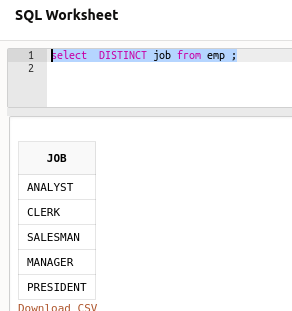 SQL Worksheet
1 select  DISTINCT job from emp ;
2
JOB
ANALYST
CLERK
SALESMAN
MANAGER
PRESIDENT
Download CSV